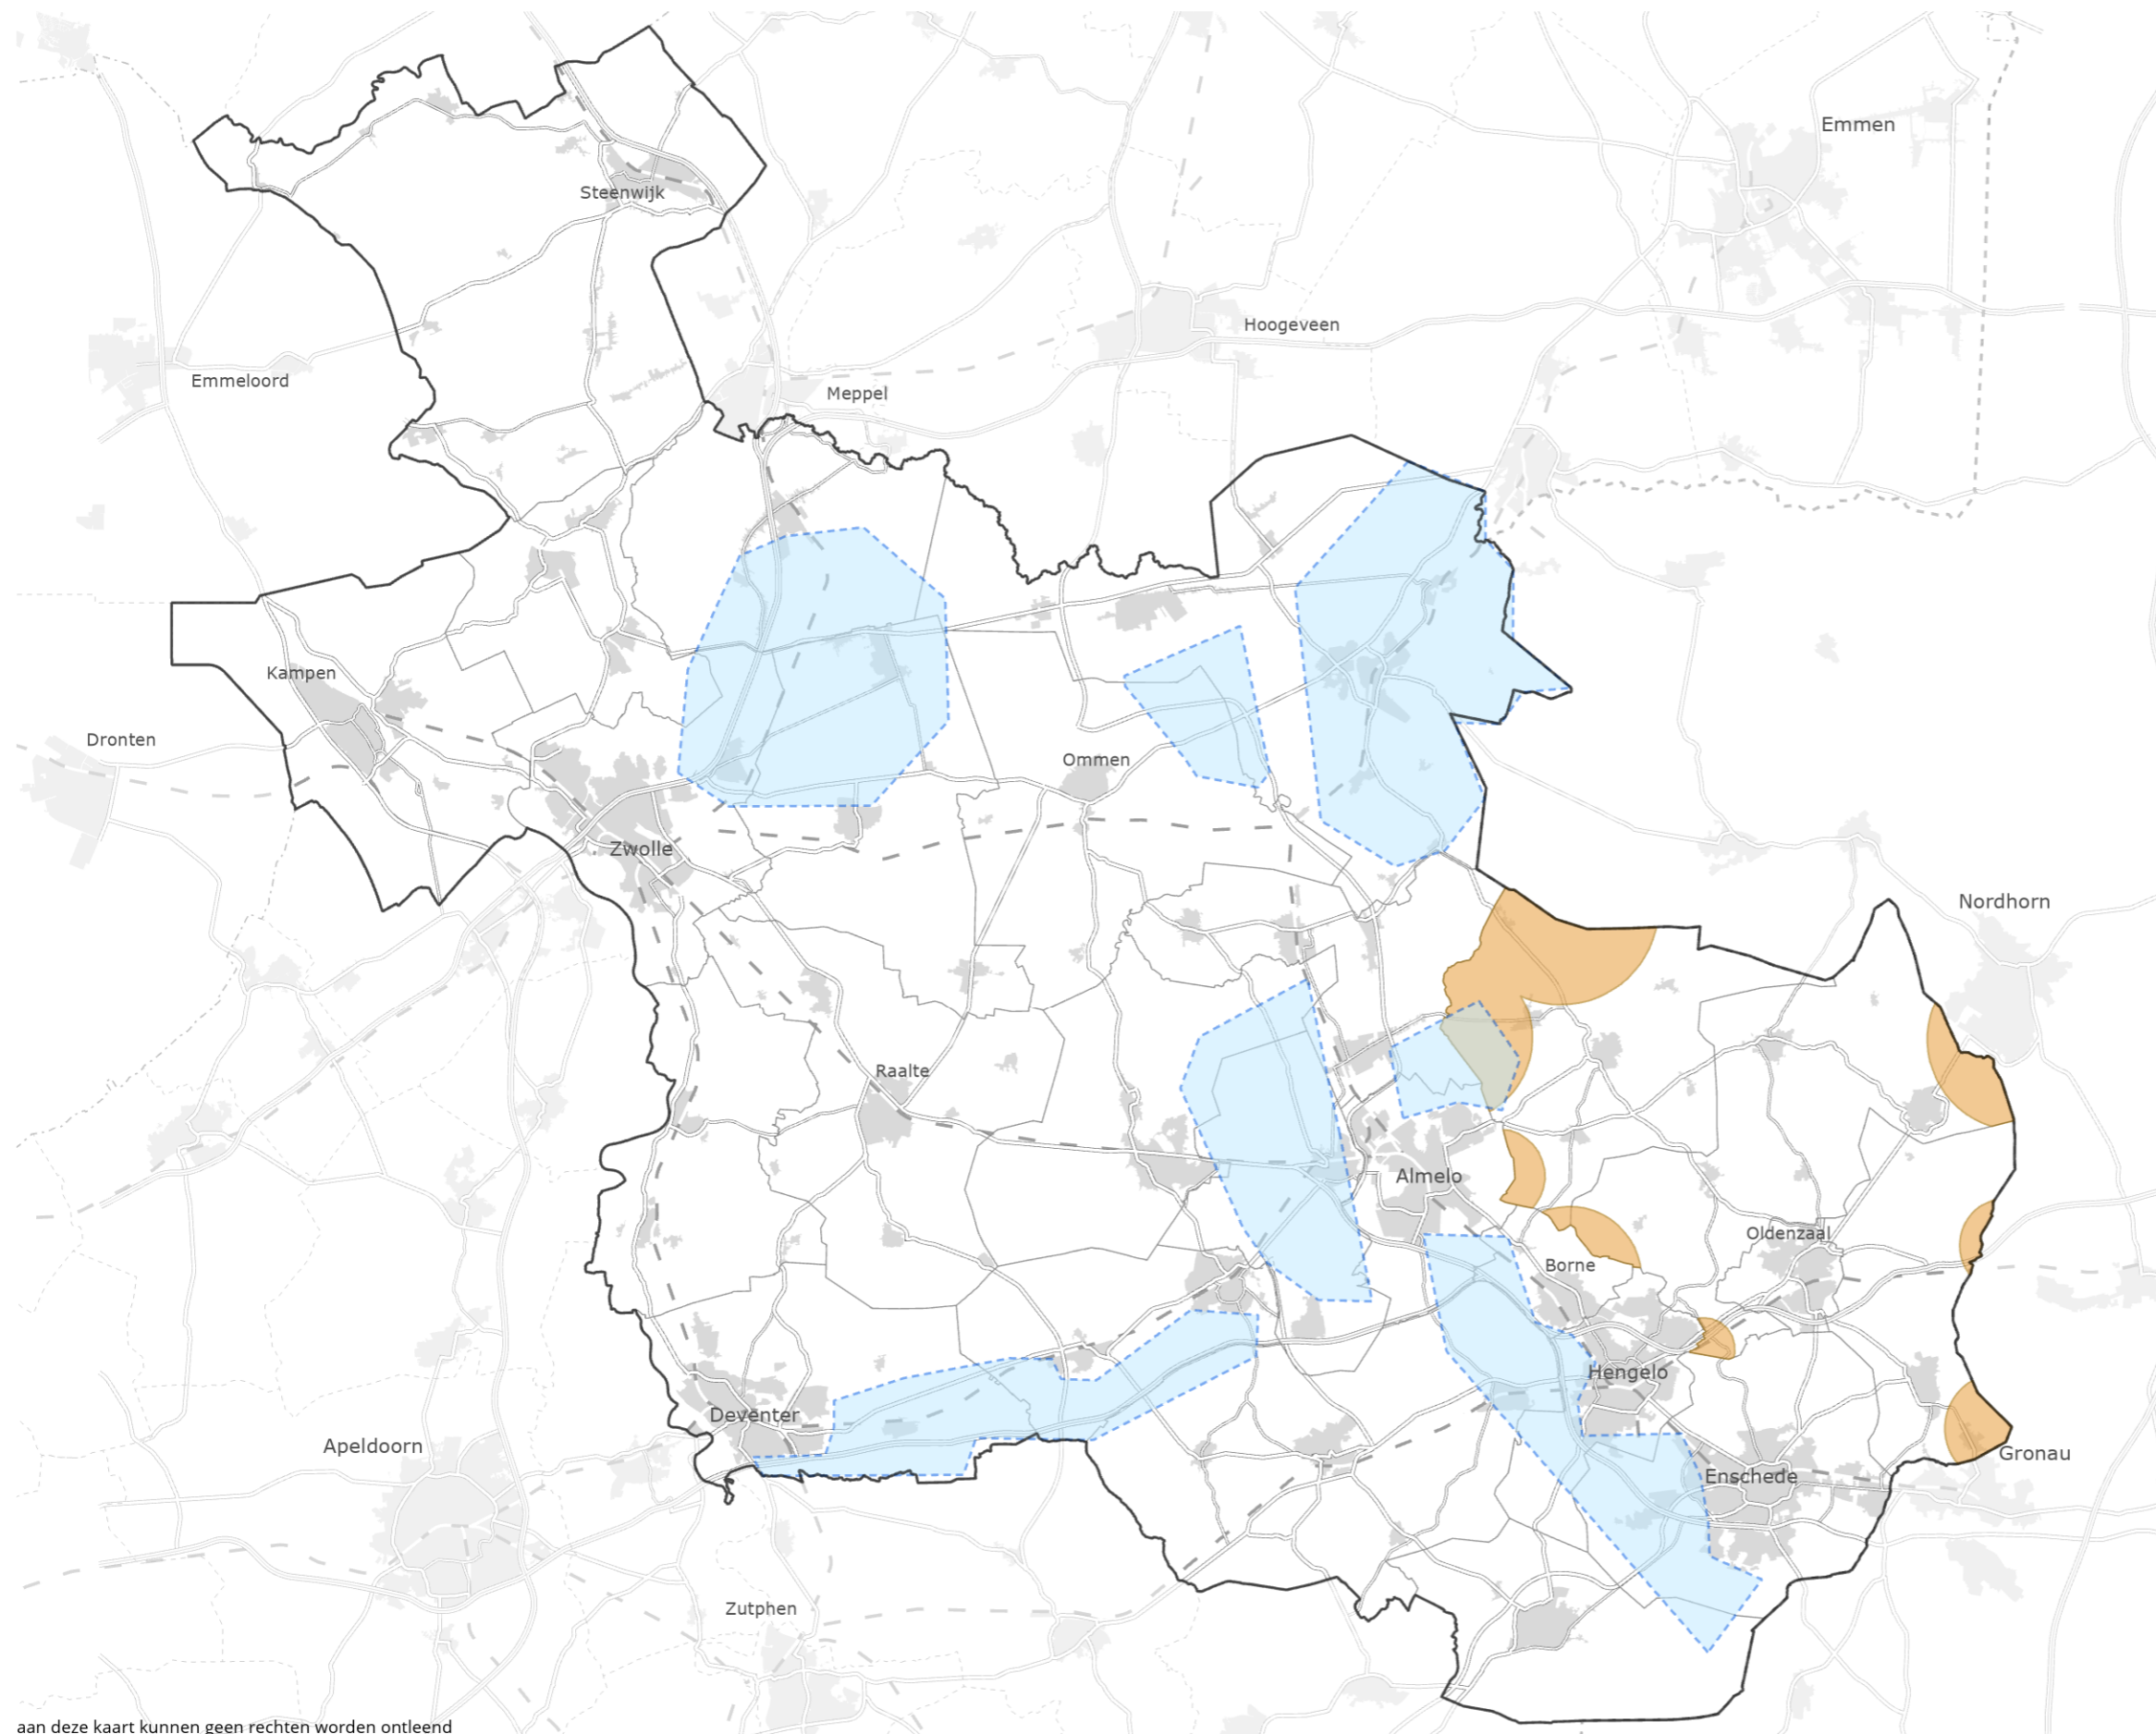 Emmen
Steenwijk
Hoogeveen
Emmeloord
Meppel
Kampen
Dronten
Ommen
Zwolle
Nordhorn
Raalte
Almelo
Oldenzaal
Borne
Hengelo
Deventer
Apeldoorn
Gronau
Enschede
Zutphen
aan deze kaart kunnen geen rechten worden ontleend